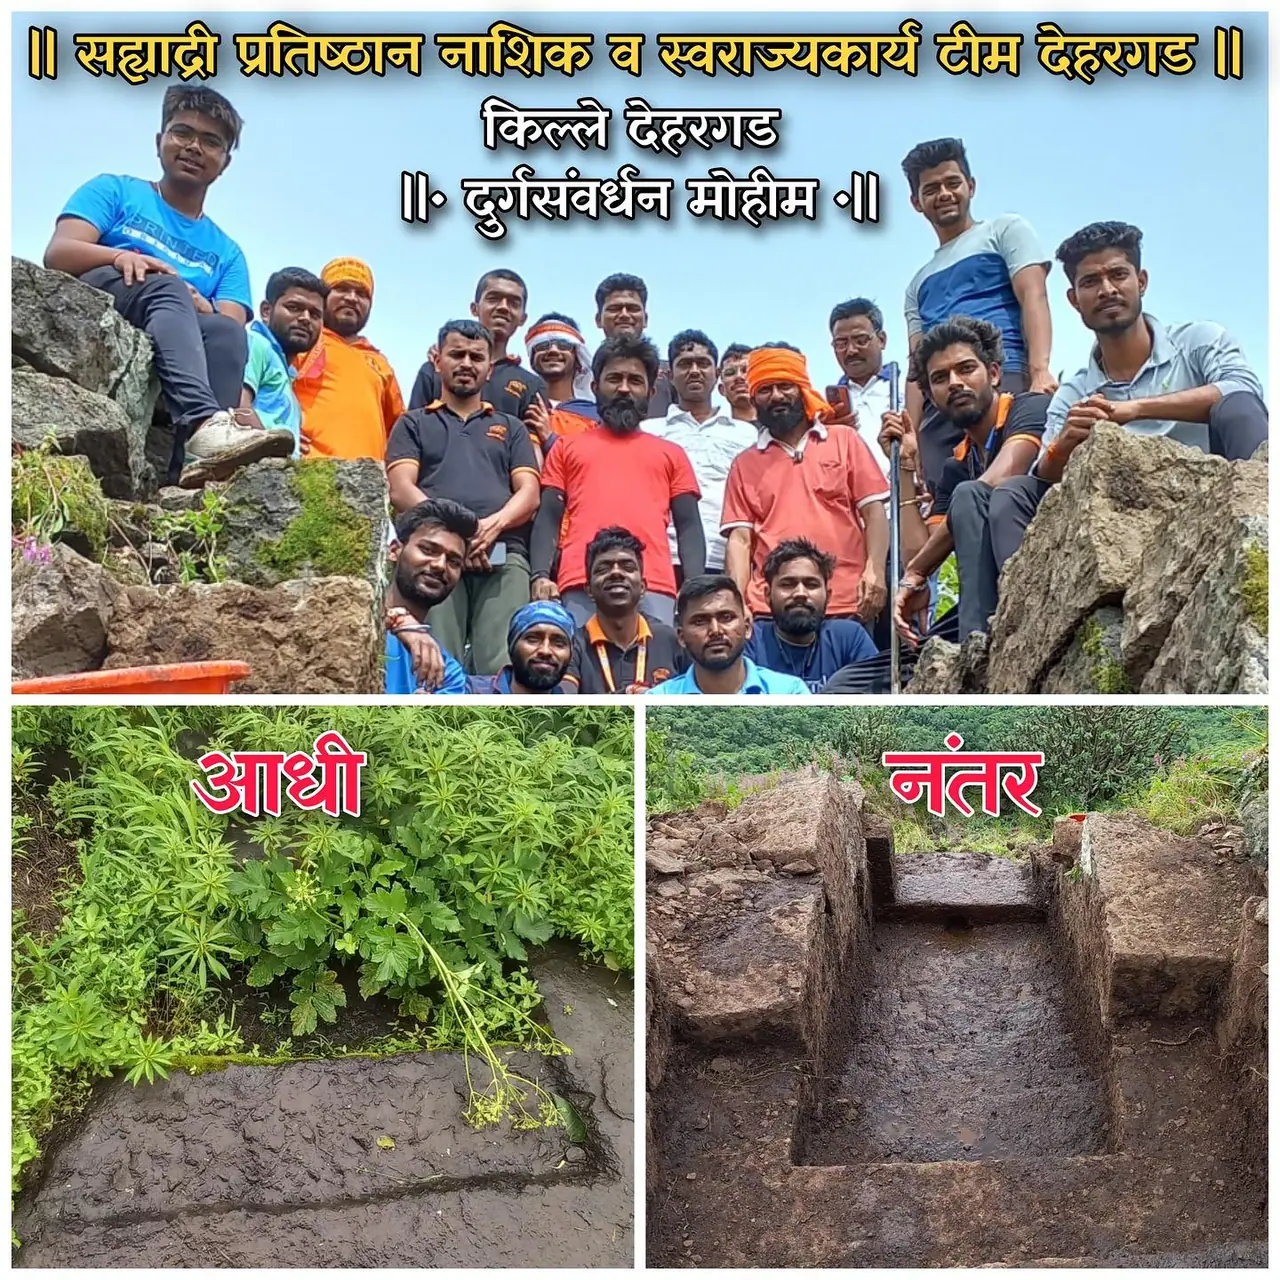 || सह्याद्री प्रतिष्ठान नाशिक व स्वराज्यकार्य टीम देहरगड ||
किल्ले देहरगड
||• दुर्गसंवर्धन मोहीम •||
आधी
नंतर